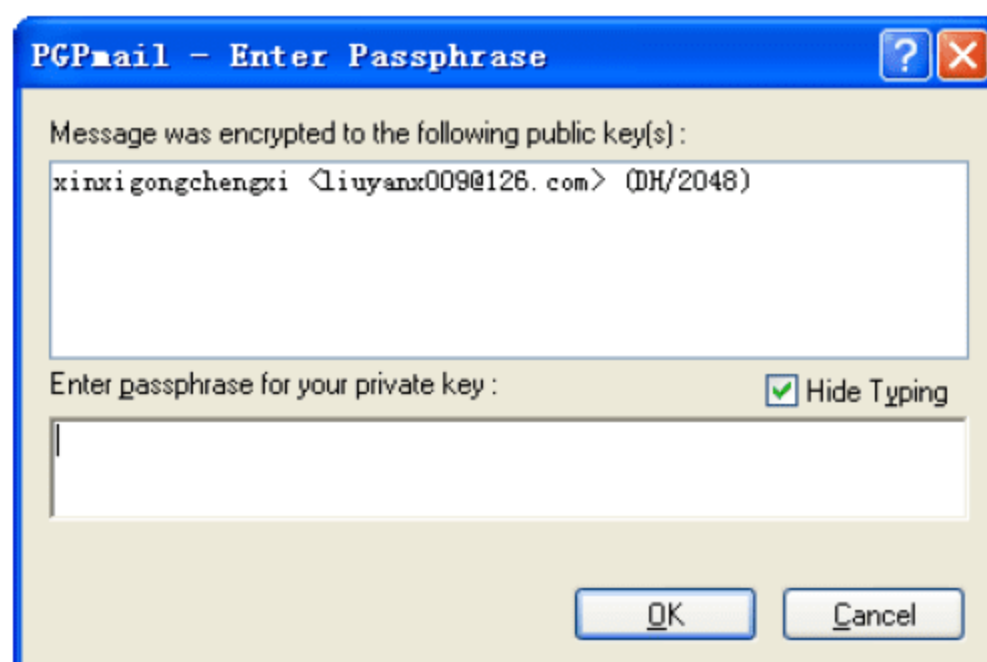 PGPmail - Enter Passphrase
Message was encrypted to the following public key(s) :
xinxigongchengxi <liuyanx009@126.com> (DH/2048)
Enter passphrase for your private key :
Hide Typing
OK
Cancel